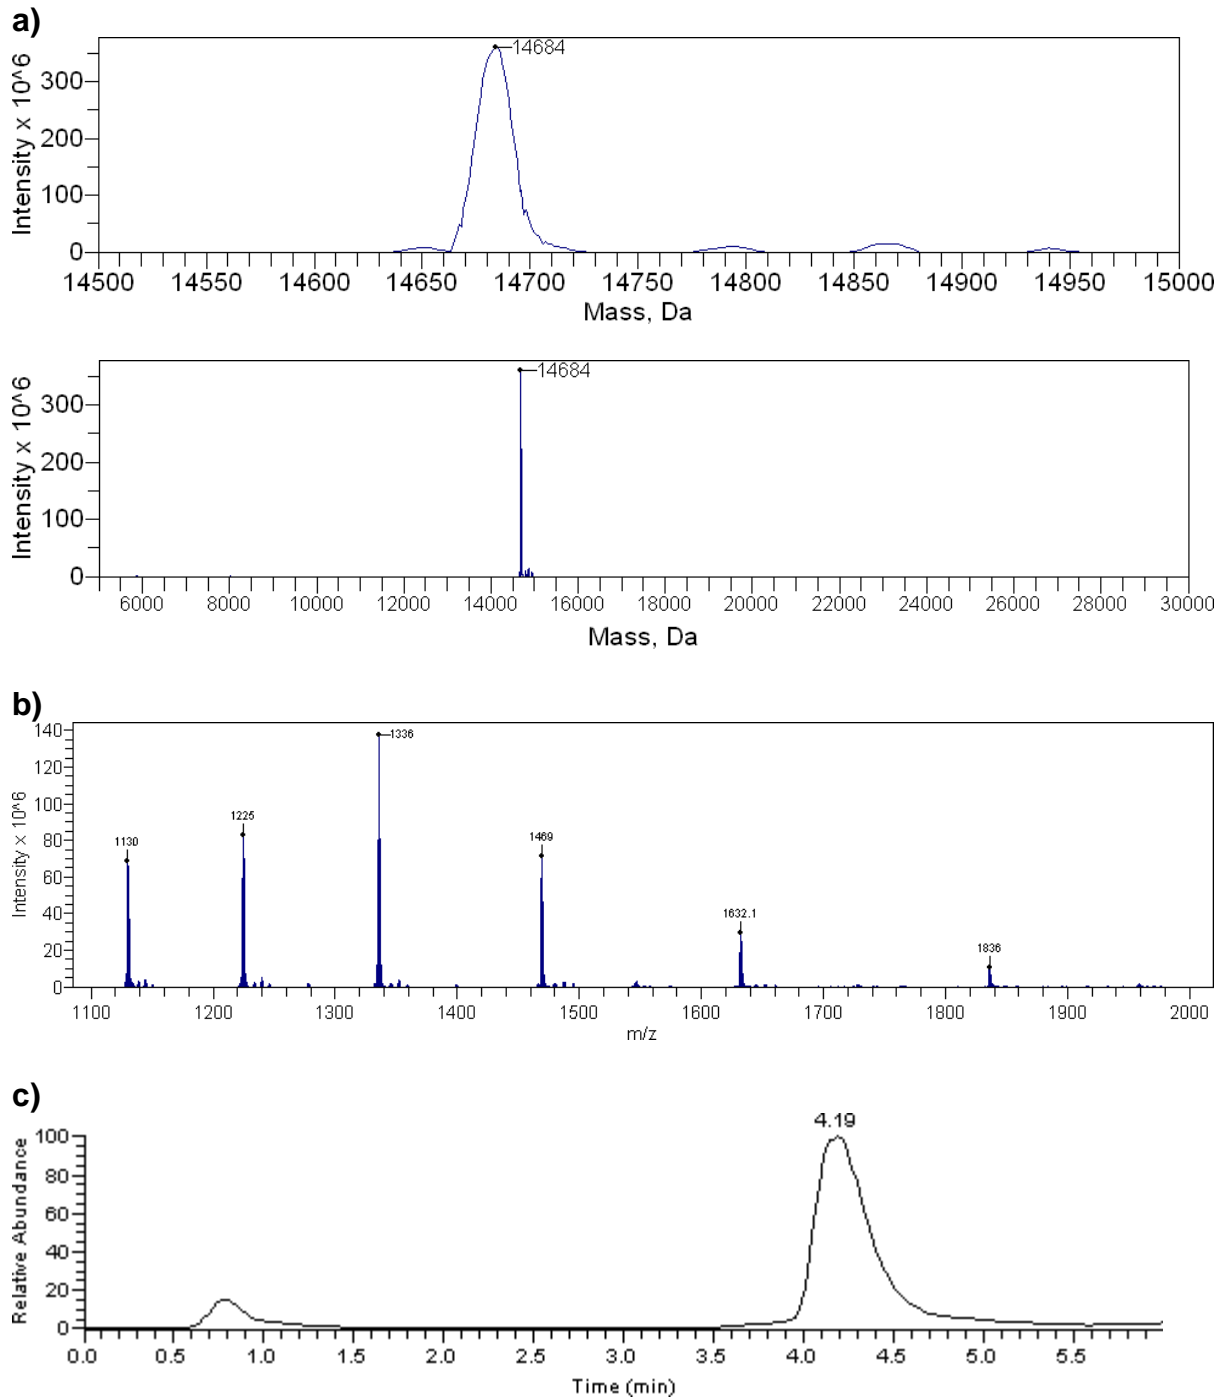 a)
14684
Intensity x 10^6
300
200
100
0
14500 14550 14600 14650 14700 14750 14800 14850 14900 14950 15000
Mass, Da
14684
Intensity x 10^6
300
200
100
0
6000 8000 10000 12000 14000 16000 18000 20000 22000 24000 26000 28000 30000
Mass, Da
b)
Intensity x 10^6
140
120
100
80
60
40
20
0
1130
1225
1336
1469
1632.1
1836
1100 1200 1300 1400 1500 1600 1700 1800 1900 2000
m/z
c)
4.19
Relative Abundance
100
80
60
40
20
0
0.0 0.5 1.0 1.5 2.0 2.5 3.0 3.5 4.0 4.5 5.0 5.5
Time (min)